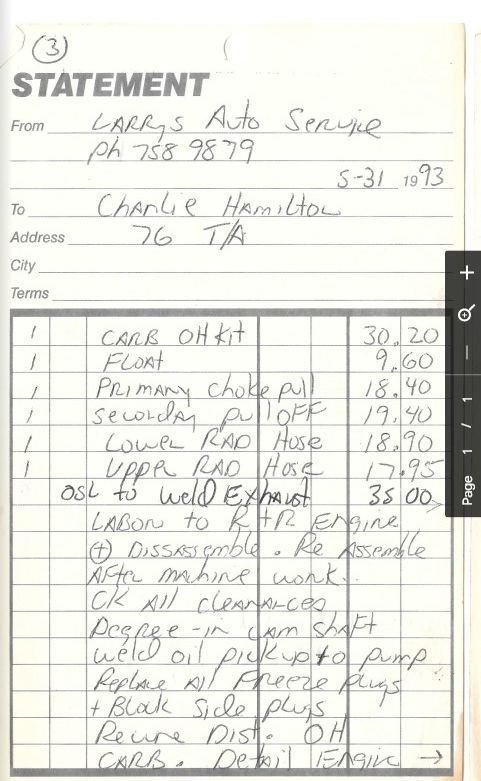 (3)
STATEMENT
From LARRYS Auto Service
Ph 758 9879
5-31 1993
To Charlie Hamilton
Address 76 T/A
City
Terms
1 CARB OH Kit 30.20
1 FLOAT 9.60
1 PRIMARY choke pull 18.40
1 seconday pull OFF 19.40
1 Lower RAD Hose 18.90
1 Upper RAD Hose 17.95
OSL to weld Exhaust 35 00
LABOR to R+R Engine
(+) DISSASSemble. Re Assemble
After machine work.
CK All clearances
Degree-in cam shaft
weld oil pickup to pump
Replace All Freeze plugs
+ Block side plugs
Dist. OH
CARB. Detail Engine →
Page 1 / 1 — +